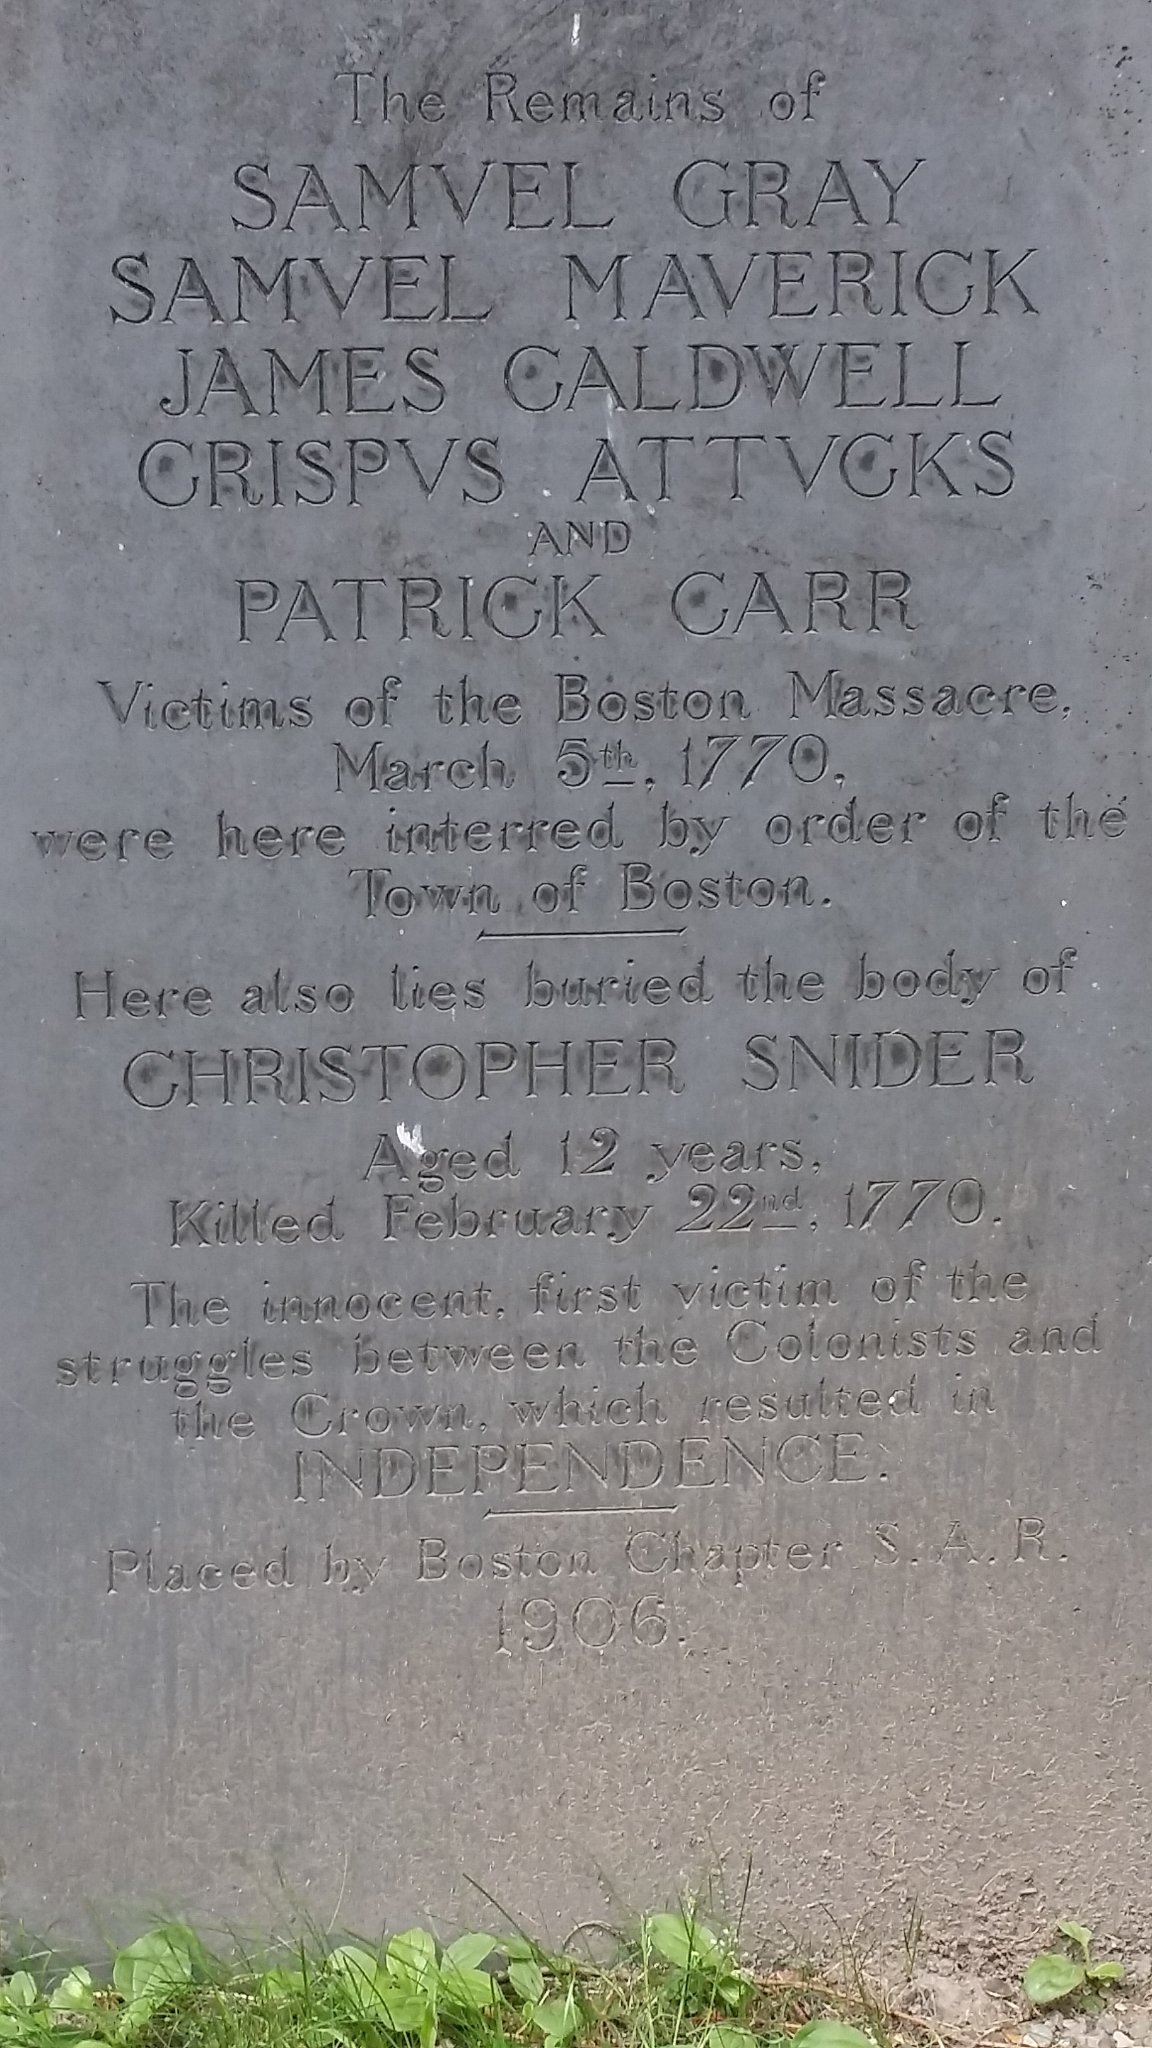 The Remains of
SAMVEL GRAY
SAMVEL MAVERICK
JAMES CALDWELL
CRISPVS ATTVCKS
AND
PATRICK CARR
Victims of the Boston Massacre,
March 5th, 1770,
were here interred by order of the
Town of Boston.
Here also lies buried the body of
CHRISTOPHER SNIDER
Aged 12 years,
Killed February 22nd, 1770.
The innocent, first victim of the
struggles between the Colonists and
the Crown, which resulted in
INDEPENDENCE.
Placed by Boston Chapter S.A.R.
1906.